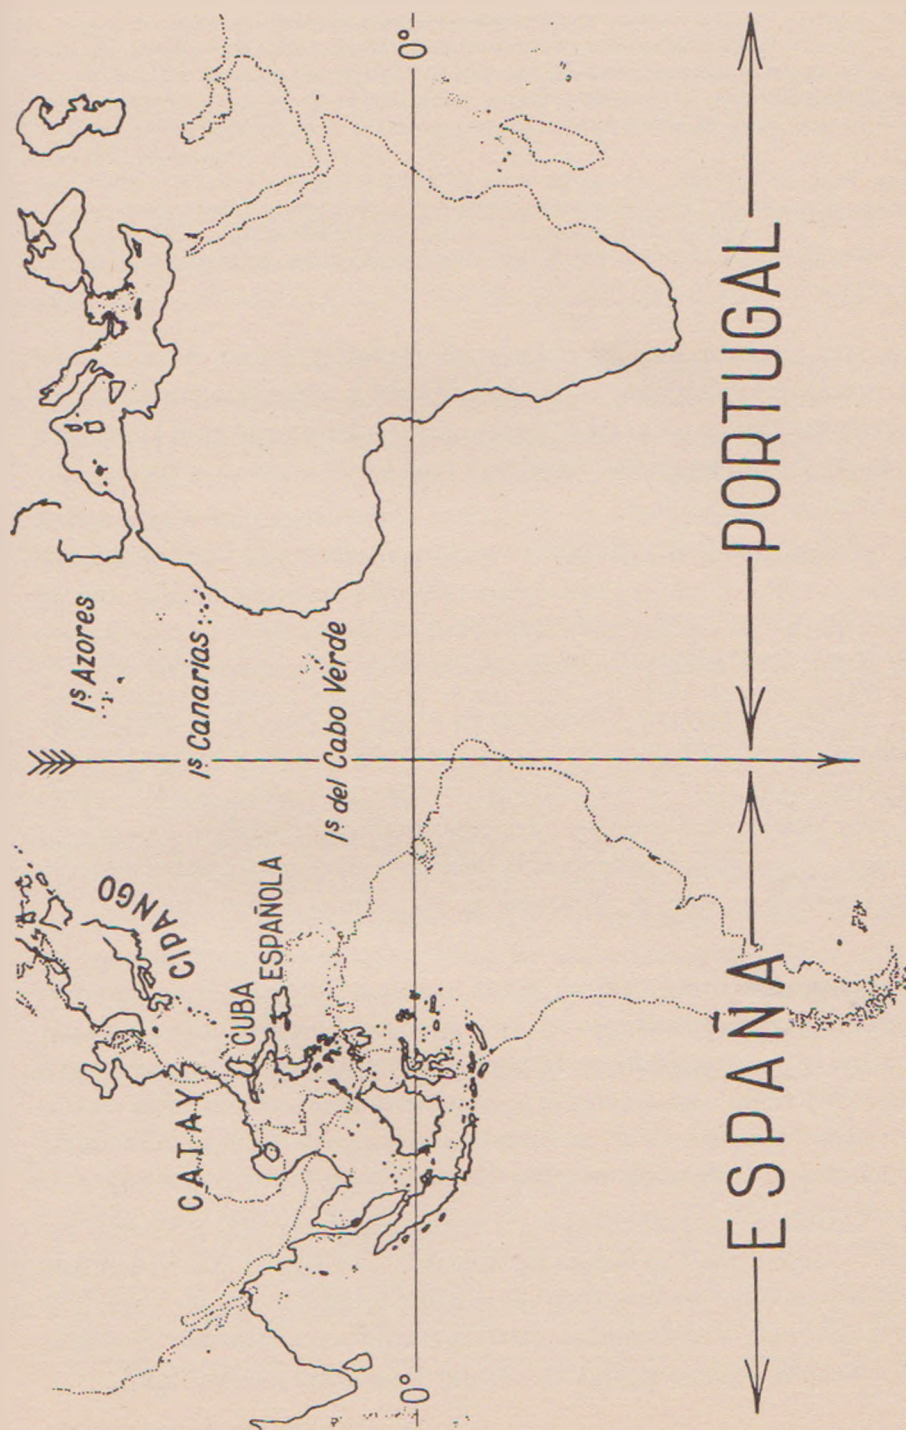 Iˢ Azores
Iˢ Canarias
Iˢ del Cabo Verde
CIPANGO
CATAY
CUBA
ESPAÑOLA
0°
0°
ESPAÑA
PORTUGAL